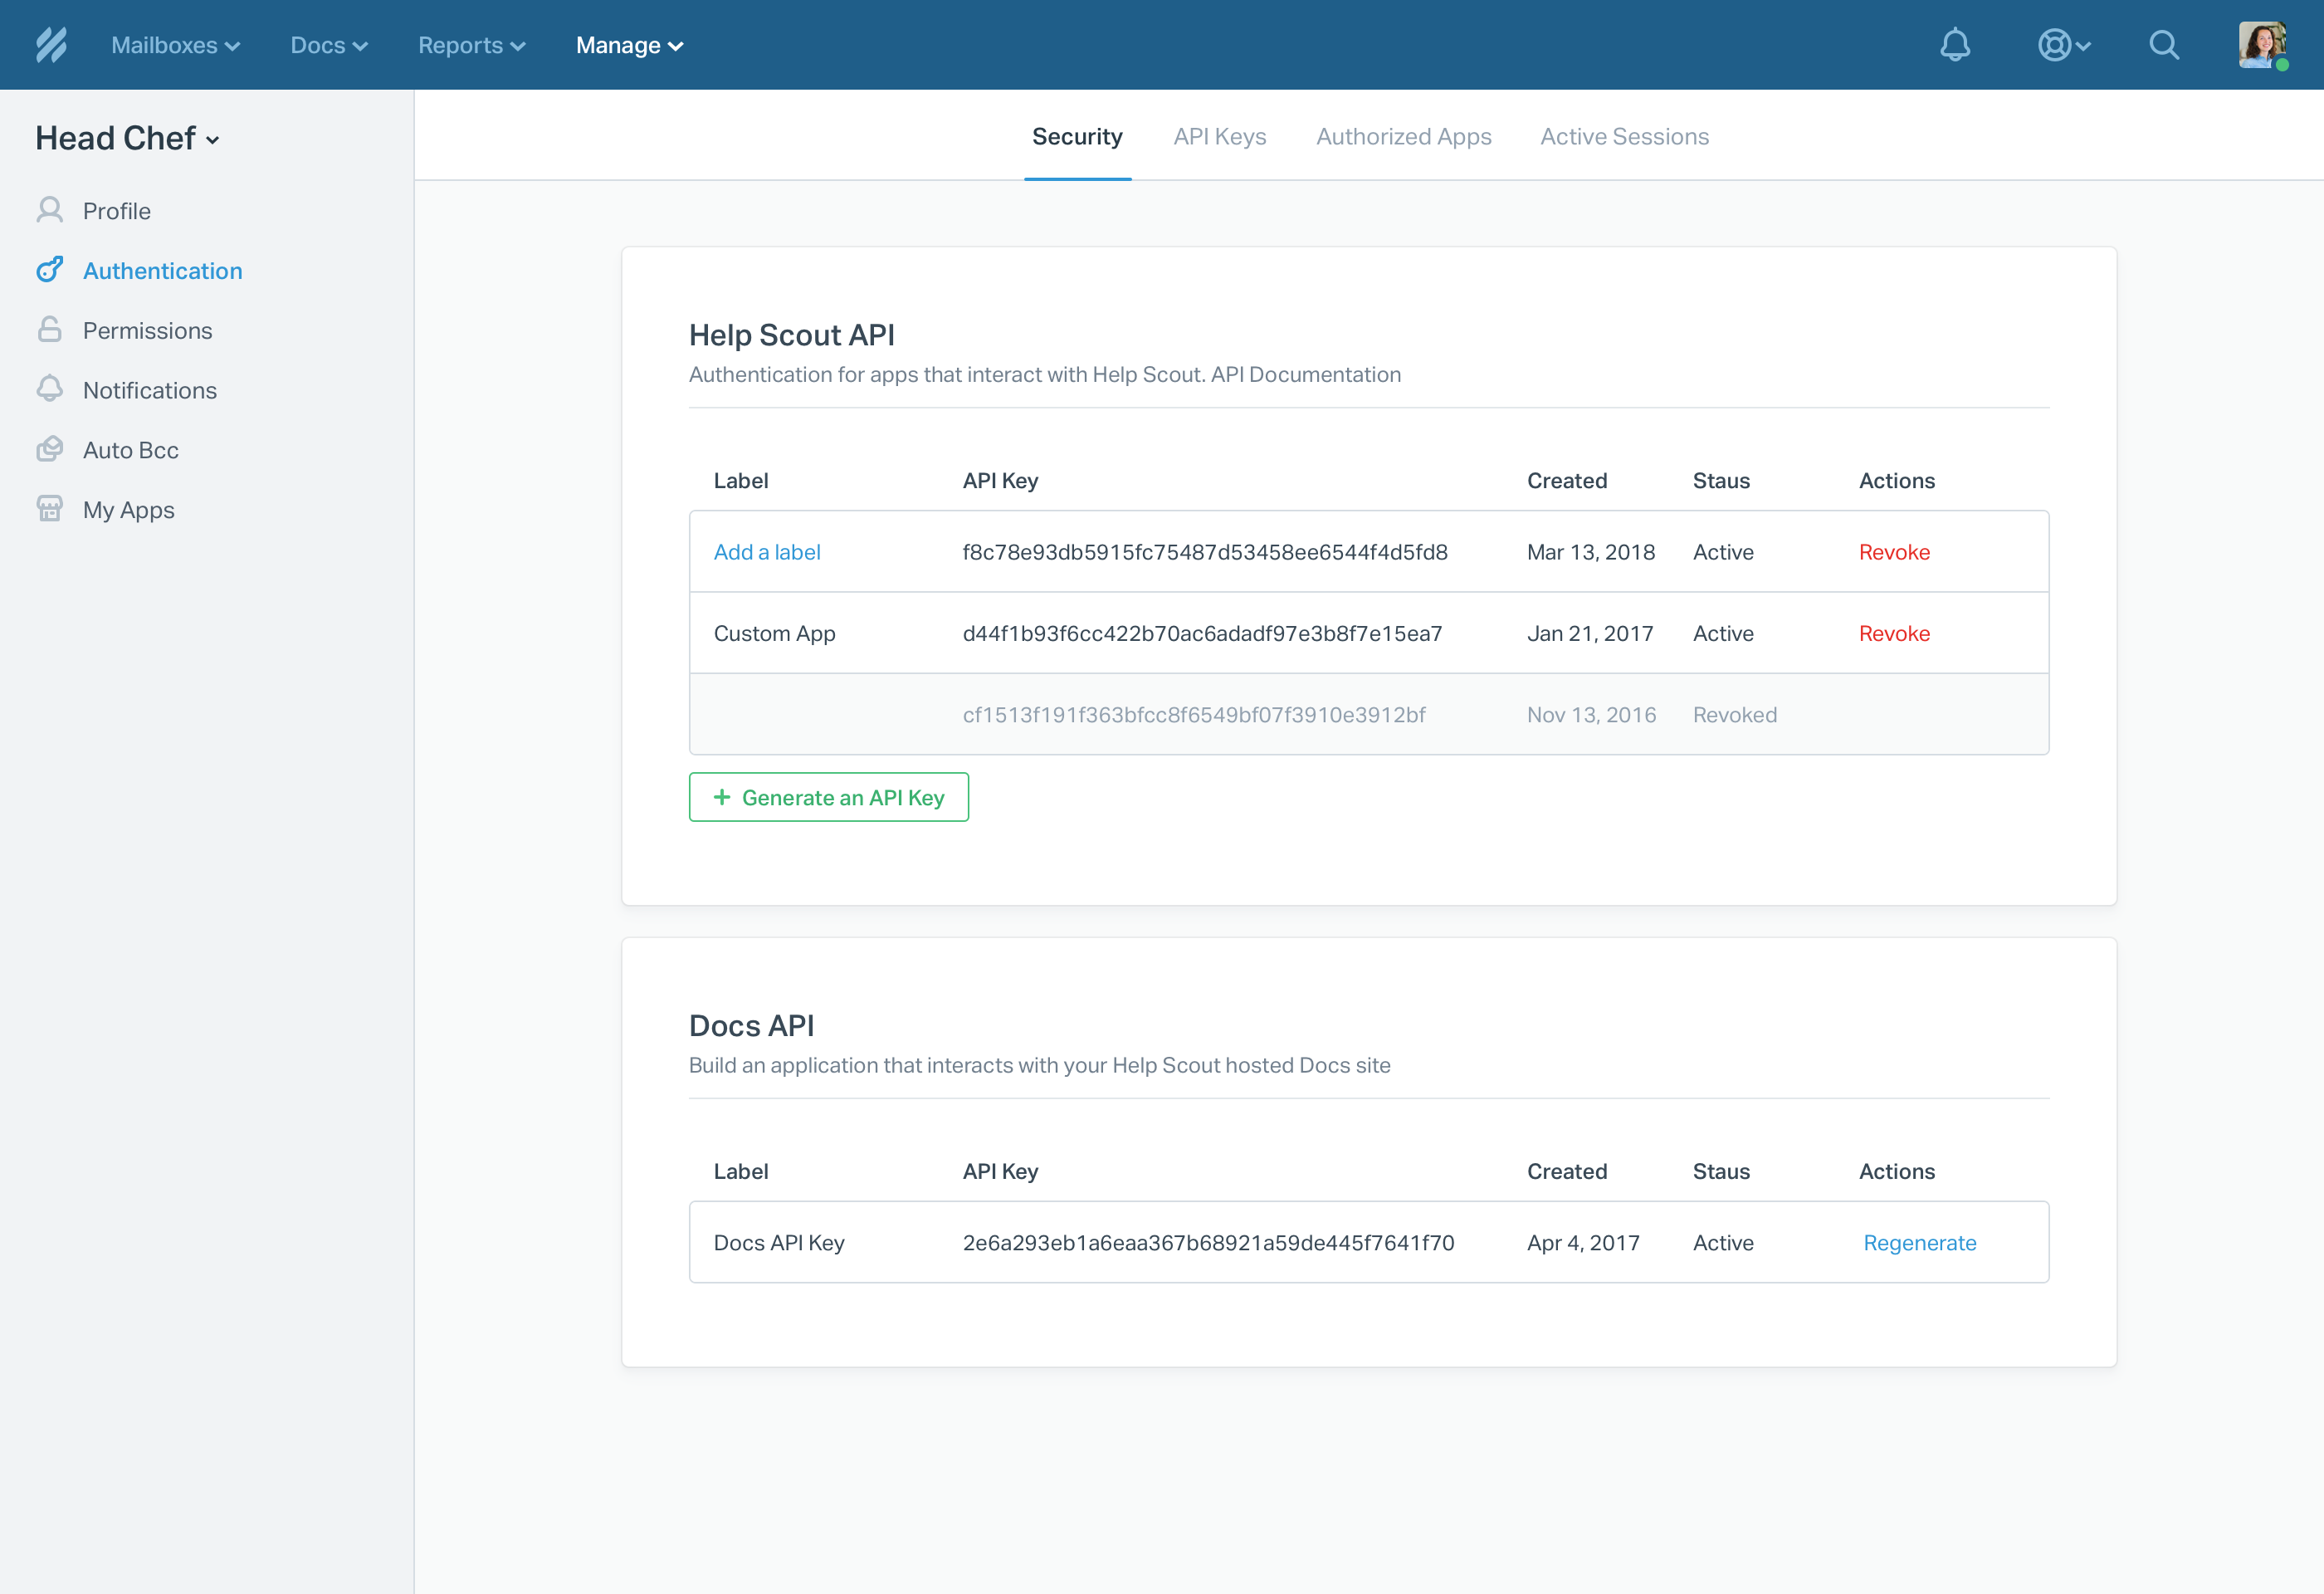 Mailboxes Docs Reports Manage
Head Chef
Profile
Authentication
Permissions
Notifications
Auto Bcc
My Apps
Security API Keys Authorized Apps Active Sessions
Help Scout API
Authentication for apps that interact with Help Scout. API Documentation
Label API Key Created Staus Actions
Add a label f8c78e93db5915fc75487d53458ee6544f4d5fd8 Mar 13, 2018 Active Revoke
Custom App d44f1b93f6cc422b70ac6adadf97e3b8f7e15ea7 Jan 21, 2017 Active Revoke
cf1513f191f363bfcc8f6549bf07f3910e3912bf Nov 13, 2016 Revoked
+ Generate an API Key
Docs API
Build an application that interacts with your Help Scout hosted Docs site
Label API Key Created Staus Actions
Docs API Key 2e6a293eb1a6eaa367b68921a59de445f7641f70 Apr 4, 2017 Active Regenerate